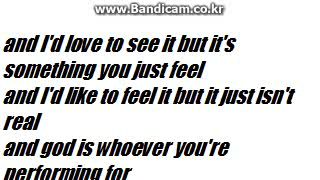 www.Bandicam.co.kr
and I'd love to see it but it's
something you just feel
and I'd like to feel it but it just isn't
real
and god is whoever you're
performing for